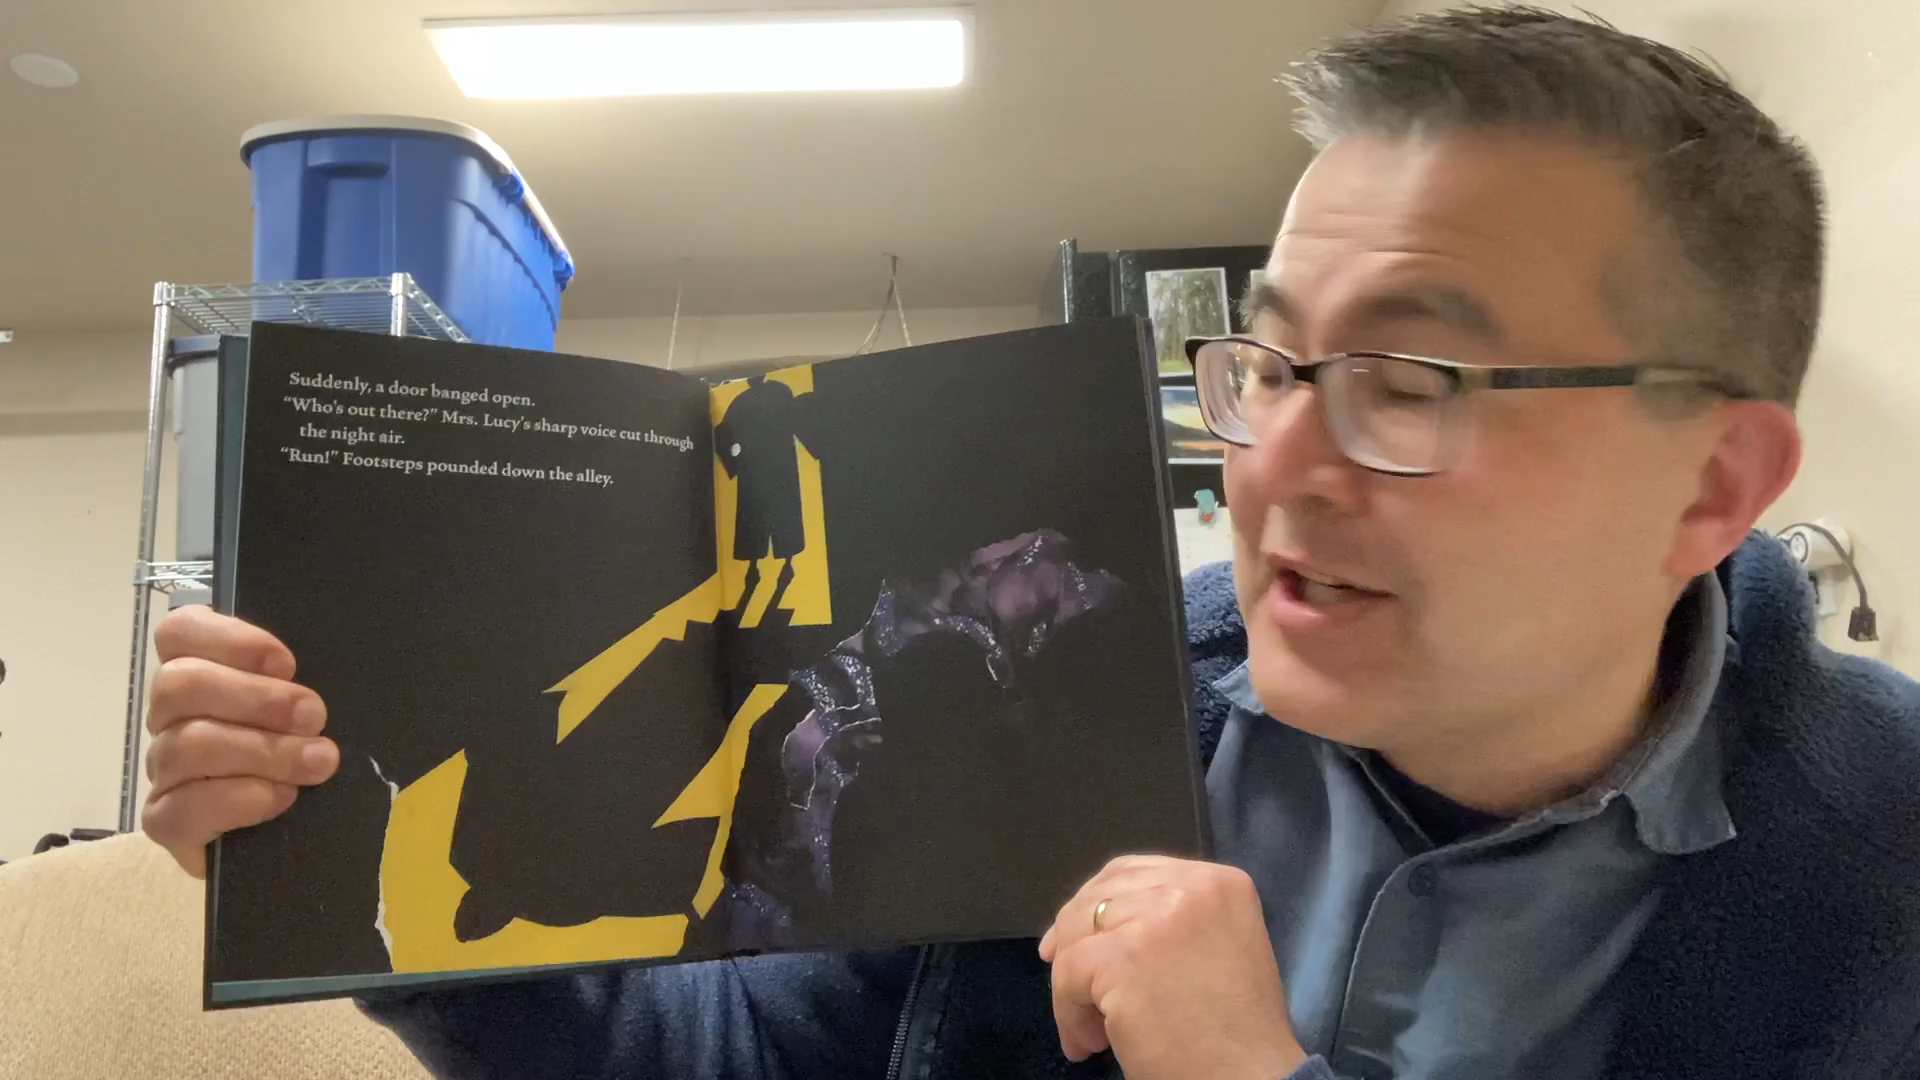 Suddenly, a door banged open.
“Who's out there?” Mrs. Lucy's sharp voice cut through
the night air.
“Run!” Footsteps pounded down the alley.